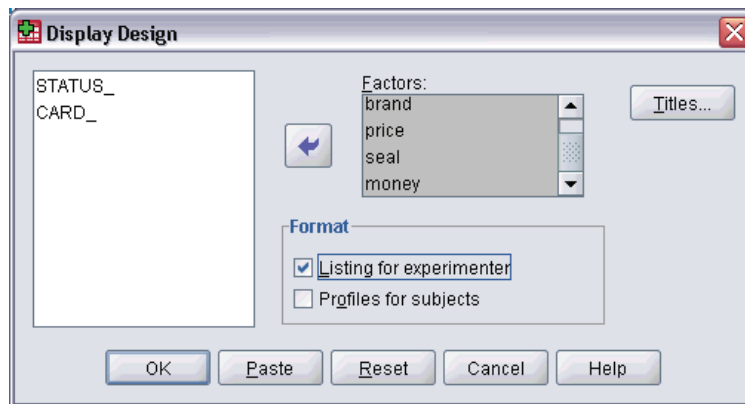 Display Design
STATUS_
CARD_
Factors:
brand
price
seal
money
Titles...
Format
Listing for experimenter
Profiles for subjects
OK
Paste
Reset
Cancel
Help